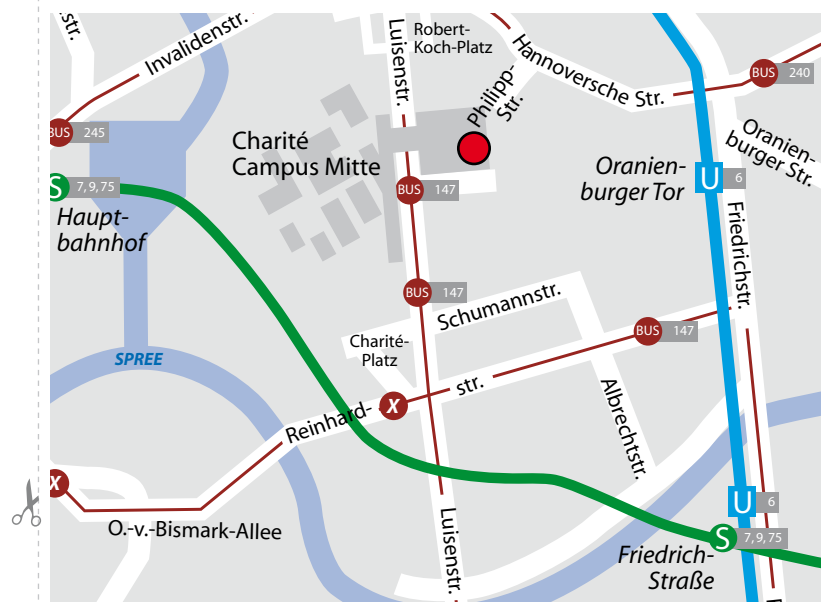 str.
Invalidenstr.
Luisenstr.
Robert-
Koch-Platz
Hannoversche Str.
Philipp-
Str.
BUS 240
BUS 245
Charité
Campus Mitte
Oranien-
burger Str.
Oranien-
burger Tor
U 6
S 7, 9, 75
Haupt-
bahnhof
BUS 147
Friedrichstr.
BUS 147
Schumannstr.
BUS 147
Charité-
Platz
SPREE
Reinhard- X str.
Albrechtstr.
X
O.-v.-Bismark-Allee
Luisenstr.
U 6
S 7, 9, 75
Friedrich-
Straße